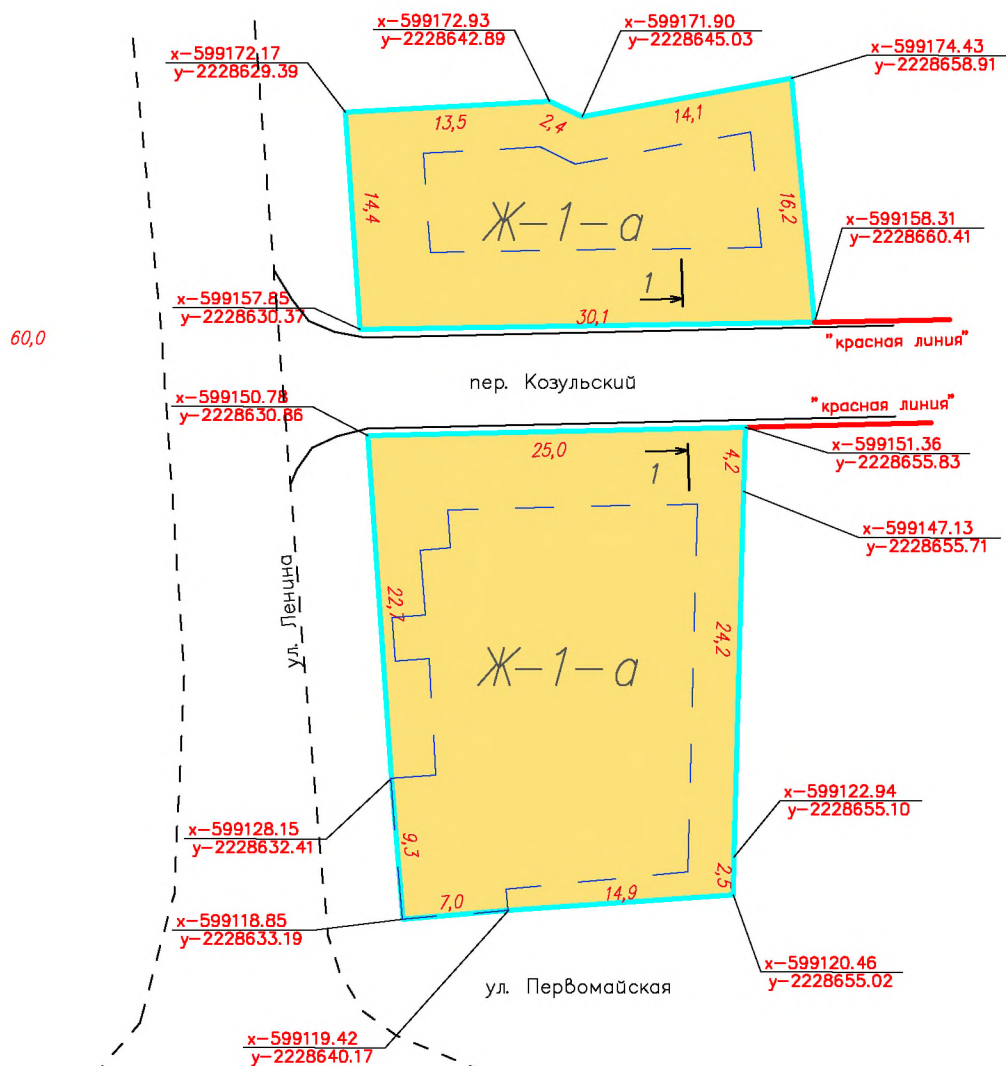 x-599172.93
y-2228642.89
x-599171.90
y-2228645.03
x-599174.43
y-2228658.91
x-599172.17
y-2228629.39
13,5
2,4
14,1
14,4
16,2
Ж-1-а
x-599158.31
y-2228660.41
1
x-599157.85
y-2228630.37
30,1
60,0
"красная линия"
пер. Козульский
x-599150.78
y-2228630.86
"красная линия"
25,0
1
4,2
x-599151.36
y-2228655.83
x-599147.13
y-2228655.71
ул. Ленина
22,7
24,2
Ж-1-а
x-599122.94
y-2228655.10
x-599128.15
y-2228632.41
9,3
2,5
7,0
14,9
x-599118.85
y-2228633.19
x-599120.46
y-2228655.02
ул. Первомайская
x-599119.42
y-2228640.17